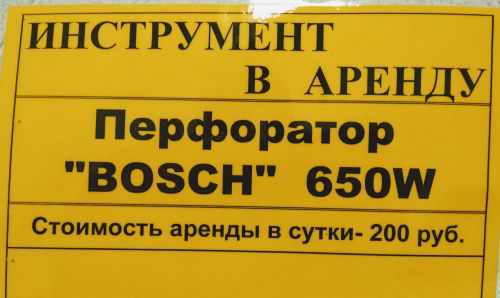 ИНСТРУМЕНТ
В АРЕНДУ
Перфоратор
"BOSCH" 650W
Стоимость аренды в сутки- 200 руб.